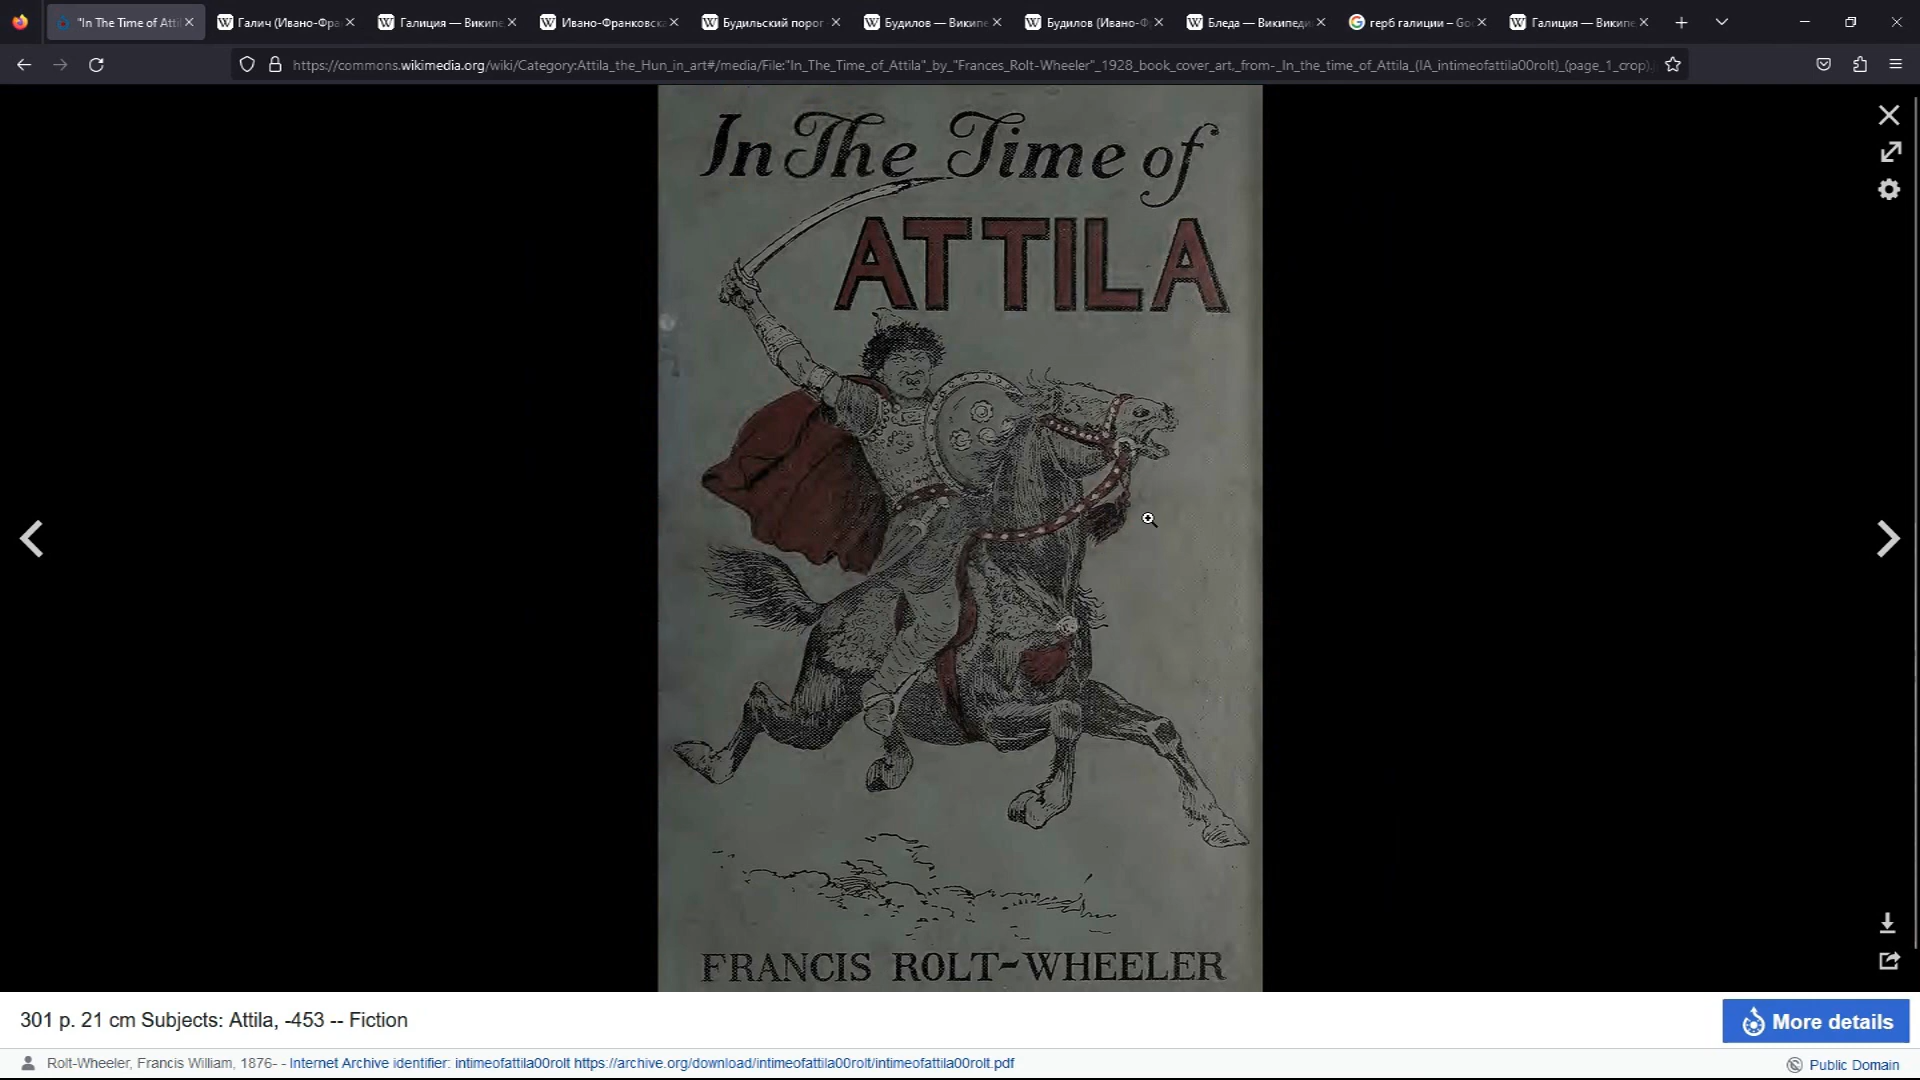 "In The Time of Atti
Галич (Ивано-Фра
Галиция — Википе
Ивано-Франковска
Будильский порог
Будилов — Википе
Будилов (Ивано-Ф
Бледа — Википеди
герб галиции – Go
Галиция — Википе
https://commons.wikimedia.org/wiki/Category:Attila_the_Hun_in_art#/media/File:"In_The_Time_of_Attila"_by_"Frances_Rolt-Wheeler"_1928_book_cover_art,_from-_In_the_time_of_Attila_(IA_intimeofattila00rolt)_(page_1_crop).
In The Time of
ATTILA
FRANCIS ROLT-WHEELER
301 p. 21 cm Subjects: Attila, -453 -- Fiction
More details
Rolt-Wheeler, Francis William, 1876- - Internet Archive identifier: intimeofattila00rolt https://archive.org/download/intimeofattila00rolt/intimeofattila00rolt.pdf
Public Domain